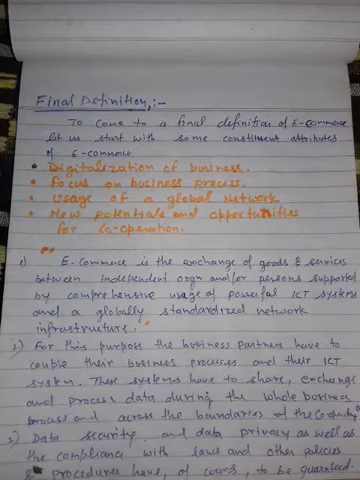 Final Definition,:-
To come to a final definition of E-commerce
let us start with some constituent attributes
of E-commerce
• Digitalization of business.
• Focus on business process.
• Usage of a global Network
• New potentials and opportunities
for co-operation.
"
1) E-Commerce is the exchange of goods & services
between independent orgn and/or persons supported
by comprehensive usage of powerful ICT systems
and a globally standardized network
infrastructure."
2) For this purpose the business partners have to
couple their business processes and their ICT
system. These systems have to share, exchange
and process data during the whole business
process and across the boundaries of the
3) Data security and data privacy as well as
the compliance with laws and other policies
& procedures have, of course, to be guaranteed.